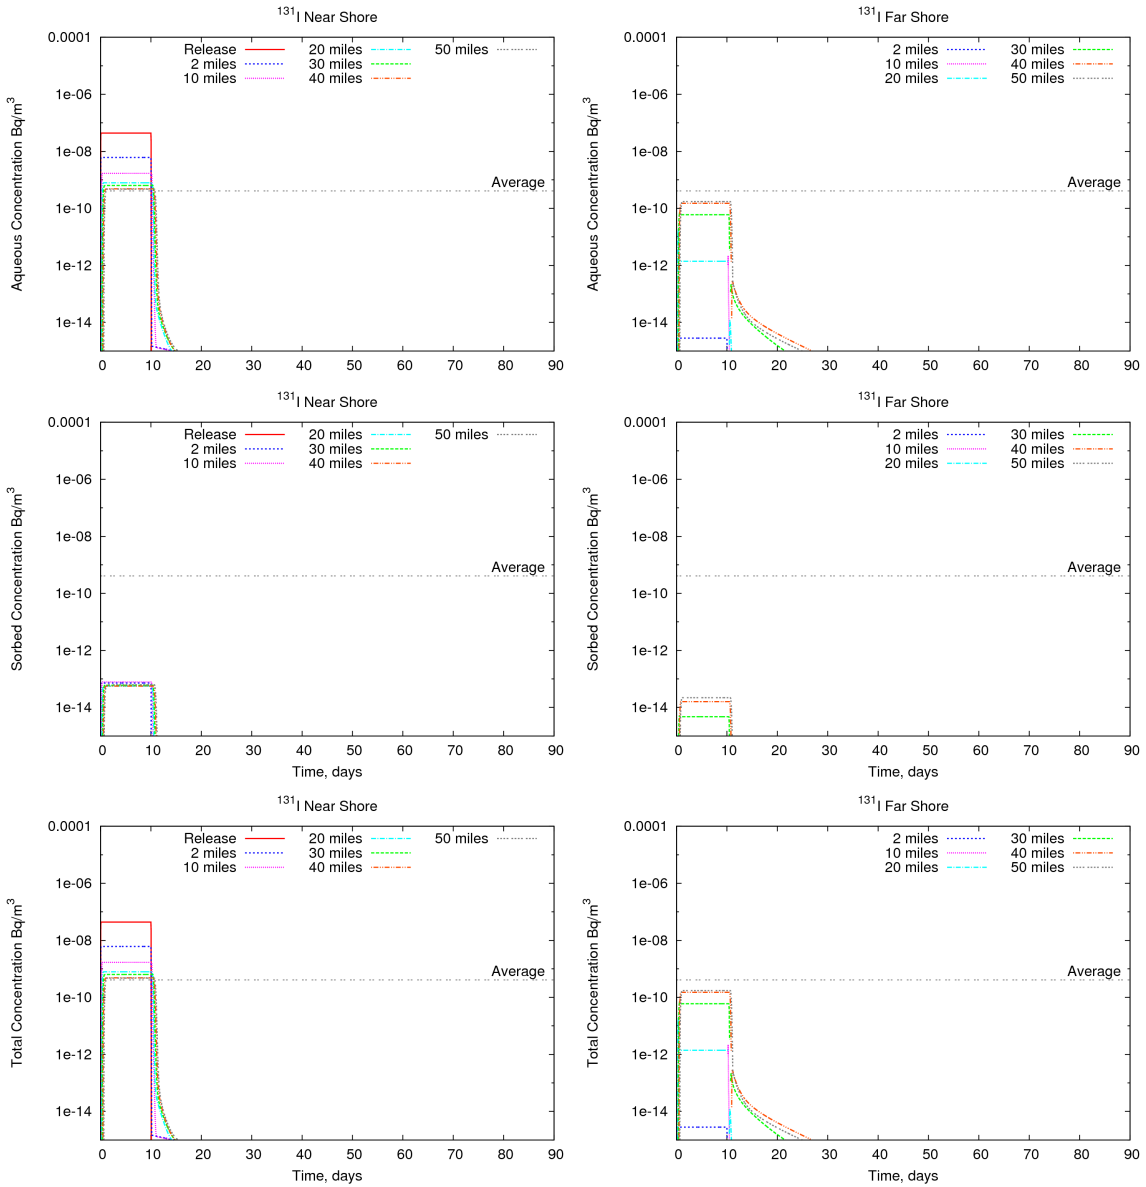 131I Near Shore
0.0001
1e-06
1e-08
1e-10
1e-12
1e-14
0 10 20 30 40 50 60 70 80 90
Aqueous Concentration Bq/m3
Release
2 miles
10 miles
20 miles
30 miles
40 miles
50 miles
Average
131I Far Shore
0.0001
1e-06
1e-08
1e-10
1e-12
1e-14
0 10 20 30 40 50 60 70 80 90
Aqueous Concentration Bq/m3
2 miles
10 miles
20 miles
30 miles
40 miles
50 miles
Average
131I Near Shore
0.0001
1e-06
1e-08
1e-10
1e-12
1e-14
0 10 20 30 40 50 60 70 80 90
Sorbed Concentration Bq/m3
Time, days
Release
2 miles
10 miles
20 miles
30 miles
40 miles
50 miles
Average
131I Far Shore
0.0001
1e-06
1e-08
1e-10
1e-12
1e-14
0 10 20 30 40 50 60 70 80 90
Sorbed Concentration Bq/m3
Time, days
2 miles
10 miles
20 miles
30 miles
40 miles
50 miles
Average
131I Near Shore
0.0001
1e-06
1e-08
1e-10
1e-12
1e-14
0 10 20 30 40 50 60 70 80 90
Total Concentration Bq/m3
Time, days
Release
2 miles
10 miles
20 miles
30 miles
40 miles
50 miles
Average
131I Far Shore
0.0001
1e-06
1e-08
1e-10
1e-12
1e-14
0 10 20 30 40 50 60 70 80 90
Total Concentration Bq/m3
Time, days
2 miles
10 miles
20 miles
30 miles
40 miles
50 miles
Average